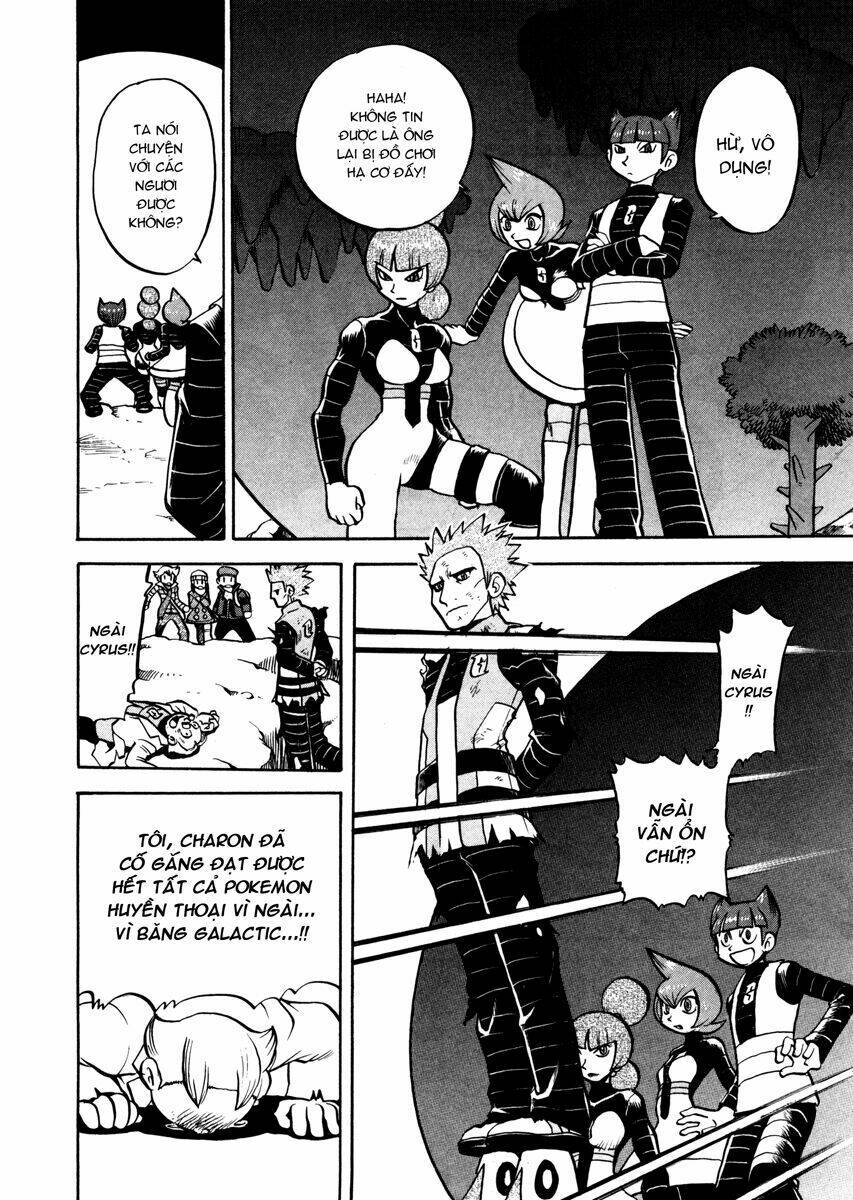 HỪ, VÔ
DỤNG!
HAHA!
KHÔNG TIN
ĐƯỢC LÀ ÔNG
LẠI BỊ ĐỒ CHƠI
HẠ CƠ ĐẤY!
TA NÓI
CHUYỆN
VỚI CÁC
NGƯƠI
ĐƯỢC
KHÔNG?
NGÀI
CYRUS
!!
NGÀI
VẪN ỔN
CHỨ!?
NGÀI
CYRUS!!
TÔI, CHARON ĐÃ
CỐ GẮNG ĐẠT ĐƯỢC
HẾT TẤT CẢ POKEMON
HUYỀN THOẠI VÌ NGÀI...
VÌ BĂNG GALACTIC...!!